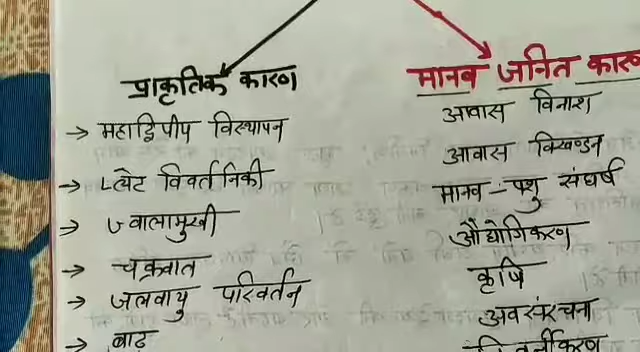 प्राकृतिक कारण
→ महाद्विपीप विस्थापन
→ प्लेट विवर्तनिकी
→ ज्वालामुखी
→ चक्रवात
→ जलवायु परिवर्तन
→ बाढ़
मानव जनित कारण
आवास विनाश
आवास विखण्डन
मानव - पशु संघर्ष
औद्योगिकरण
कृषि
अवसंरचना